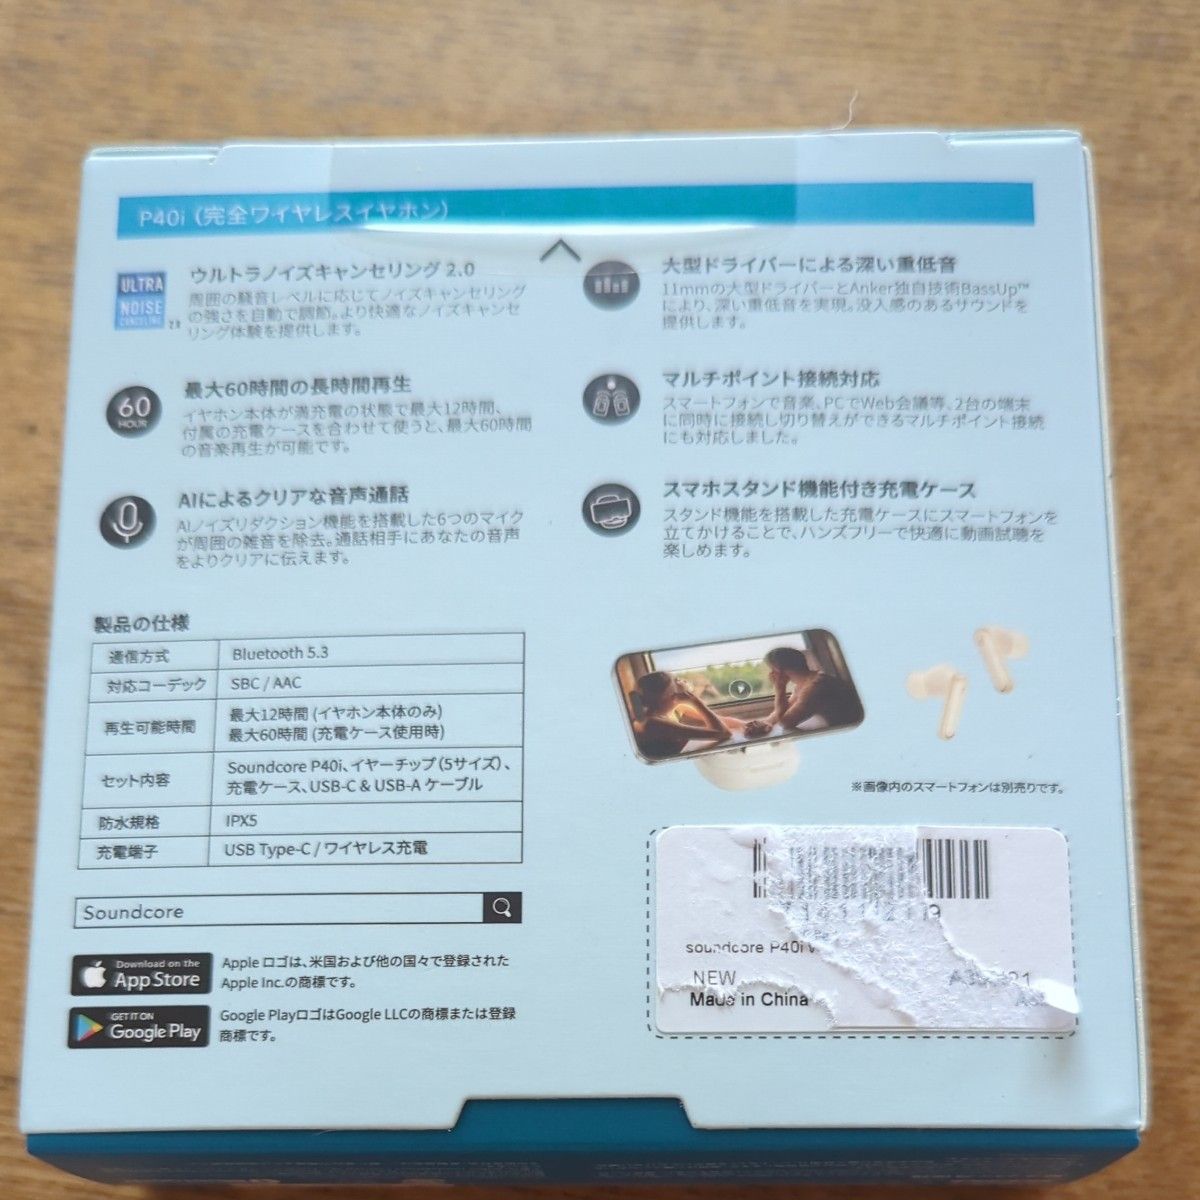 P40i（完全ワイヤレスイヤホン）
ULTRA
NOISE
CANCELING
2.0
ウルトラノイズキャンセリング 2.0
周囲の騒音レベルに応じてノイズキャンセリング
の強さを自動で調節。より快適なノイズキャンセ
リング体験を提供します。
60
HOUR
最大60時間の長時間再生
イヤホン本体が満充電の状態で最大12時間、
付属の充電ケースを合わせて使うと、最大60時間
の音楽再生が可能です。
AIによるクリアな音声通話
AIノイズリダクション機能を搭載した6つのマイク
が周囲の雑音を除去。通話相手にあなたの音声
をよりクリアに伝えます。
大型ドライバーによる深い重低音
11mmの大型ドライバーとAnker独自技術BassUp™
により、深い重低音を実現。没入感のあるサウンドを
提供します。
マルチポイント接続対応
スマートフォンで音楽、PCでWeb会議等、2台の端末
に同時に接続し切り替えができるマルチポイント接続
にも対応しました。
スマホスタンド機能付き充電ケース
スタンド機能を搭載した充電ケースにスマートフォンを
立てかけることで、ハンズフリーで快適に動画試聴を
楽しめます。
製品の仕様
通信方式 Bluetooth 5.3
対応コーデック SBC / AAC
再生可能時間 最大12時間 (イヤホン本体のみ)
最大60時間 (充電ケース使用時)
セット内容 Soundcore P40i、イヤーチップ (5サイズ)、
充電ケース、USB-C & USB-A ケーブル
防水規格 IPX5
充電端子 USB Type-C / ワイヤレス充電
Soundcore
Download on the
App Store
Apple ロゴは、米国および他の国々で登録された
Apple Inc.の商標です。
GET IT ON
Google Play
Google PlayロゴはGoogle LLCの商標または登録
商標です。
※画像内のスマートフォンは別売りです。
soundcore P40i
NEW
Made in China